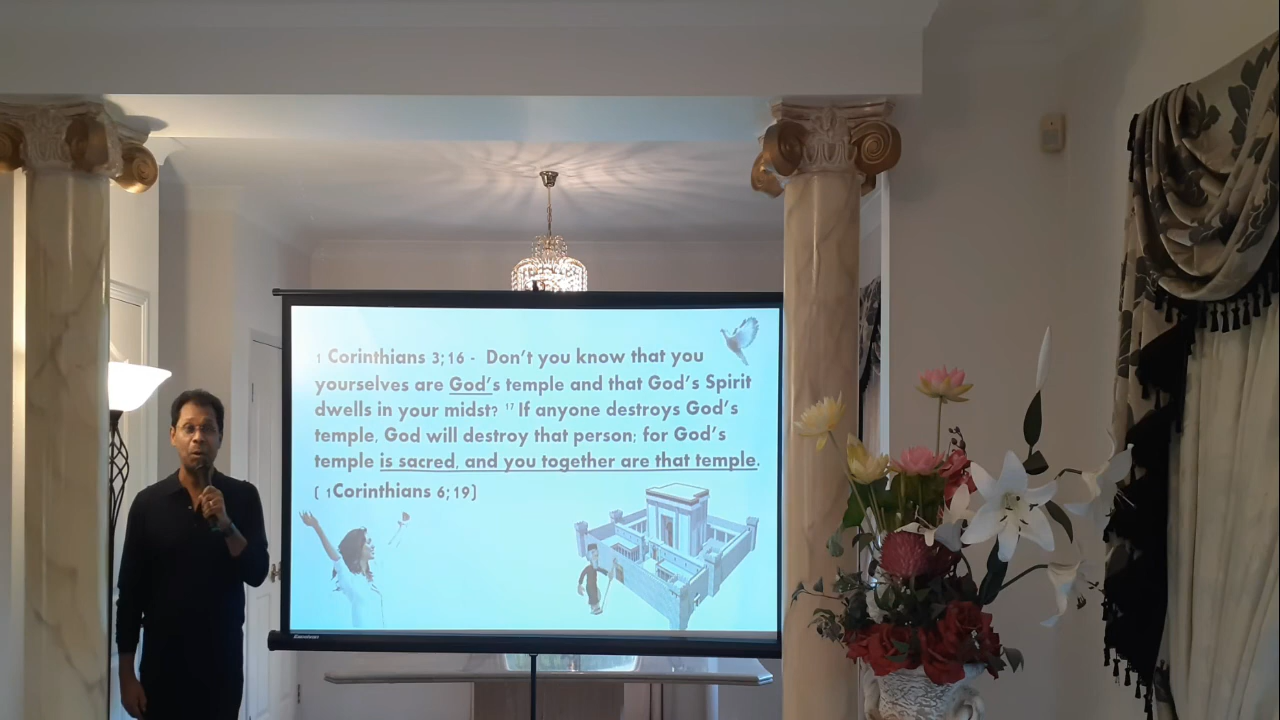 1 Corinthians 3;16 - Don't you know that you
yourselves are God's temple and that God's Spirit
dwells in your midst? 17 If anyone destroys God's
temple, God will destroy that person; for God's
temple is sacred, and you together are that temple.
( 1Corinthians 6;19)